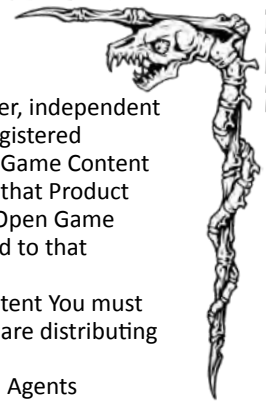 er, independent
gistered
Game Content
that Product
Open Game
d to that
tent You must
are distributing
Agents